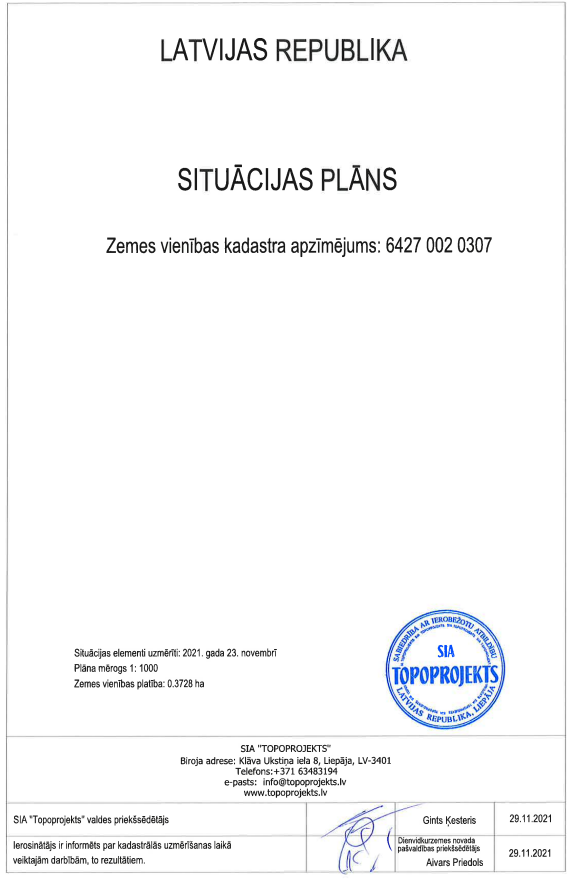 LATVIJAS REPUBLIKA
SITUĀCIJAS PLĀNS
Zemes vienības kadastra apzīmējums: 6427 002 0307
Situācijas elementi uzmērīti: 2021. gada 23. novembrī
Plāna mērogs 1: 1000
Zemes vienības platība: 0.3728 ha
SABIEDRĪBA AR IEROBEŽOTU ATBILDĪBU
SIA
TOPOPROJEKTS
LATVIJAS REPUBLIKA, LIEPĀJA
SIA "TOPOPROJEKTS"
Biroja adrese: Klāva Ukstiņa iela 8, Liepāja, LV-3401
Telefons:+371 63483194
e-pasts: info@topoprojekts.lv
www.topoprojekts.lv
SIA "Topoprojekts" valdes priekšsēdētājs
Gints Ķesteris
29.11.2021
Ierosinātājs ir informēts par kadastrālās uzmērīšanas laikā
veiktajām darbībām, to rezultātiem.
Dienvidkurzemes novada
pašvaldības priekšsēdētājs
Aivars Priedols
29.11.2021